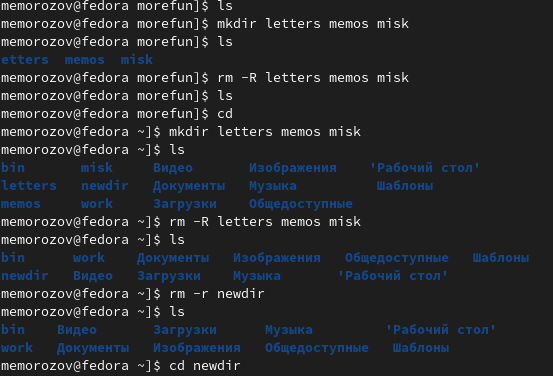 memorozov@fedora morefun]$ ls
memorozov@fedora morefun]$ mkdir letters memos misk
memorozov@fedora morefun]$ ls
etters  memos  misk
memorozov@fedora morefun]$ rm -R letters memos misk
memorozov@fedora morefun]$ ls
memorozov@fedora morefun]$ cd
memorozov@fedora ~]$ mkdir letters memos misk
memorozov@fedora ~]$ ls
bin      misk    Видео      Изображения    'Рабочий стол'
letters  newdir  Документы  Музыка          Шаблоны
memos    work    Загрузки   Общедоступные
memorozov@fedora ~]$ rm -R letters memos misk
memorozov@fedora ~]$ ls
bin     work   Документы  Изображения   Общедоступные   Шаблоны
newdir  Видео  Загрузки   Музыка       'Рабочий стол'
memorozov@fedora ~]$ rm -r newdir
memorozov@fedora ~]$ ls
bin   Видео      Загрузки     Музыка         'Рабочий стол'
work  Документы  Изображения  Общедоступные   Шаблоны
memorozov@fedora ~]$ cd newdir